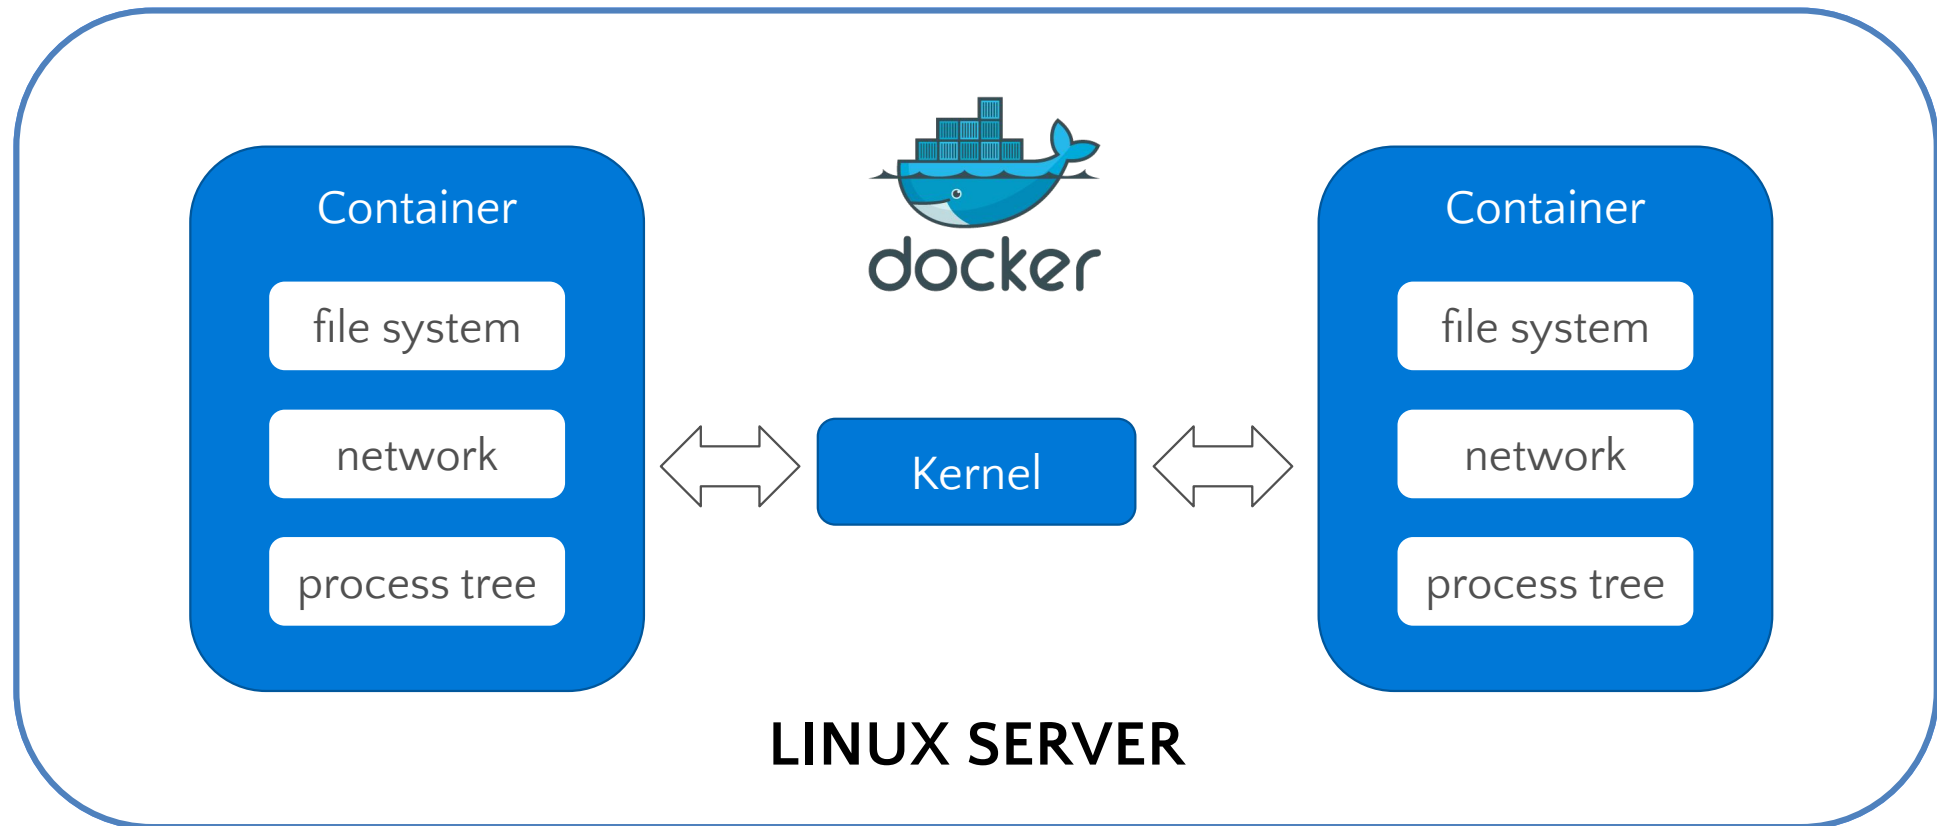 docker
Container
file system
network
process tree
Kernel
Container
file system
network
process tree
LINUX SERVER